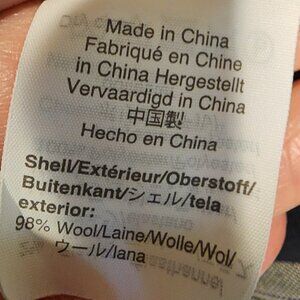 Made in China
Fabriqué en Chine
in China Hergestellt
Vervaardigd in China
中国製
Hecho en China
Shell/Extérieur/Oberstoff/
Buitenkant/シェル/tela
exterior:
98% Wool/Laine/Wolle/Wol/
ウール/lana